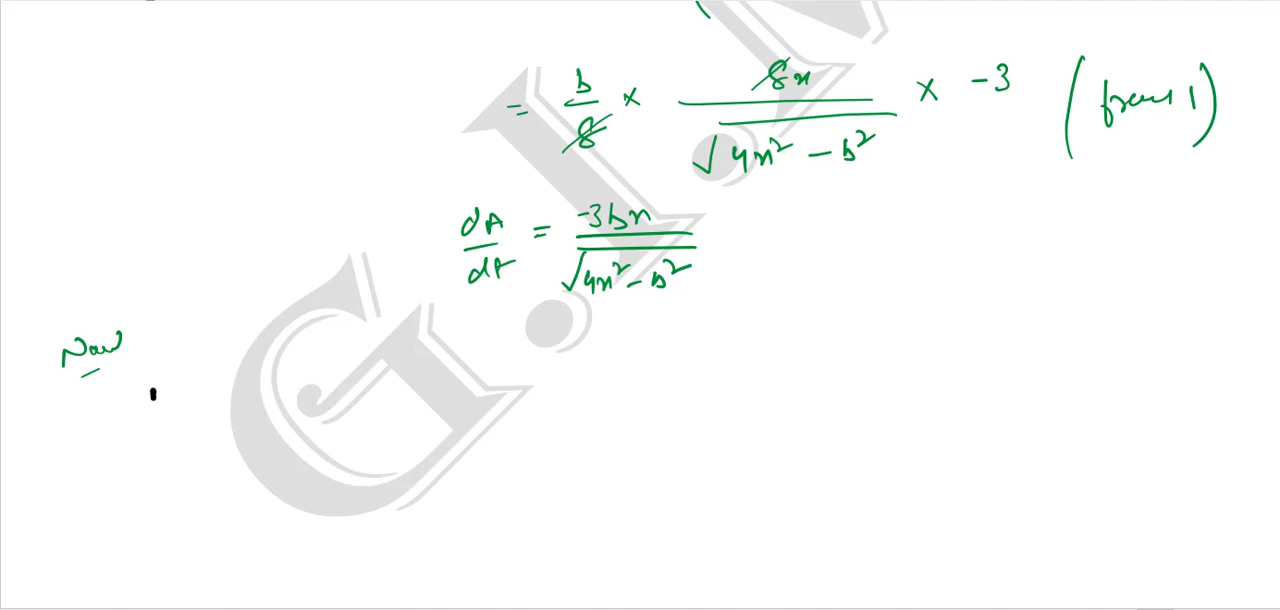 = b/8 × 8x/√4x² - b² × -3 (from 1)
dA/dt = -3bx/√4x² - b²
Now